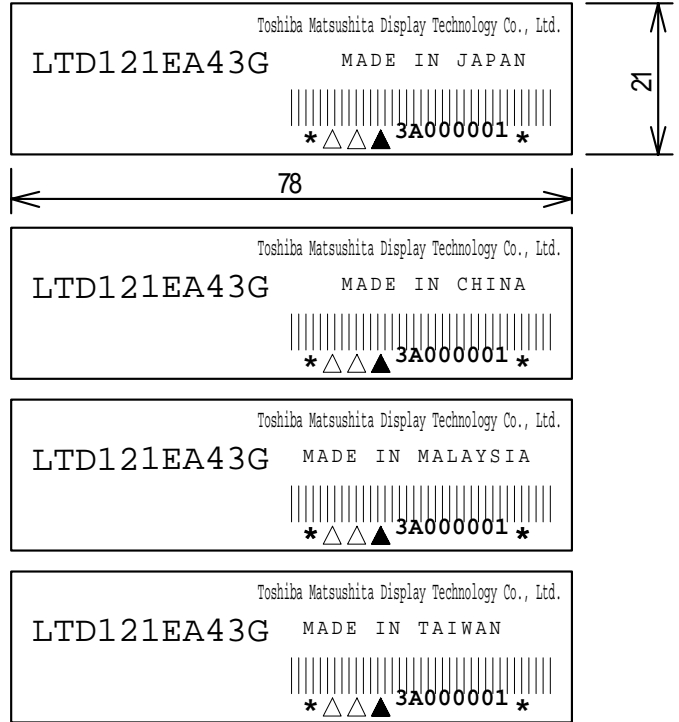 Toshiba Matsushita Display Technology Co., Ltd.
LTD121EA43G MADE IN JAPAN
*△△▲3A000001*
21
78
Toshiba Matsushita Display Technology Co., Ltd.
LTD121EA43G MADE IN CHINA
*△△▲3A000001*
Toshiba Matsushita Display Technology Co., Ltd.
LTD121EA43G MADE IN MALAYSIA
*△△▲3A000001*
Toshiba Matsushita Display Technology Co., Ltd.
LTD121EA43G MADE IN TAIWAN
*△△▲3A000001*